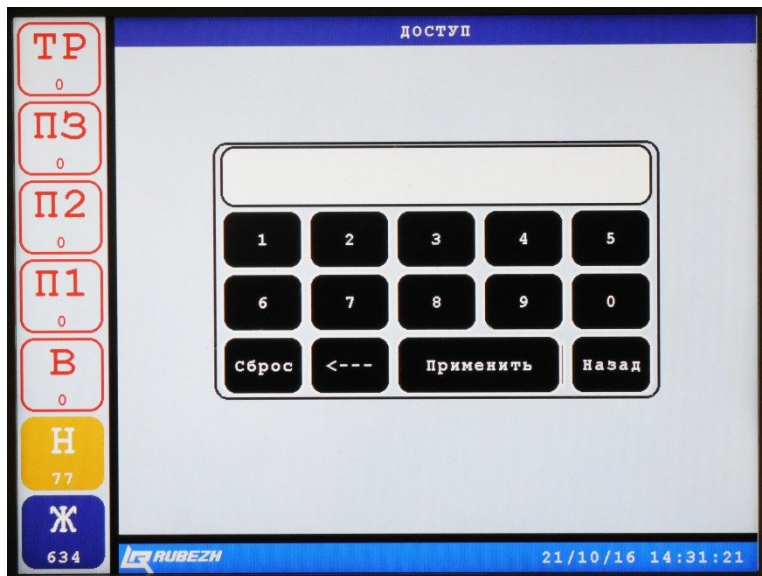 ДОСТУП
ТР
0
П3
0
П2
0
П1
0
В
0
Н
77
Ж
634
1 2 3 4 5
6 7 8 9 0
Сброс <--- Применить Назад
RUBEZH 21/10/16 14:31:21